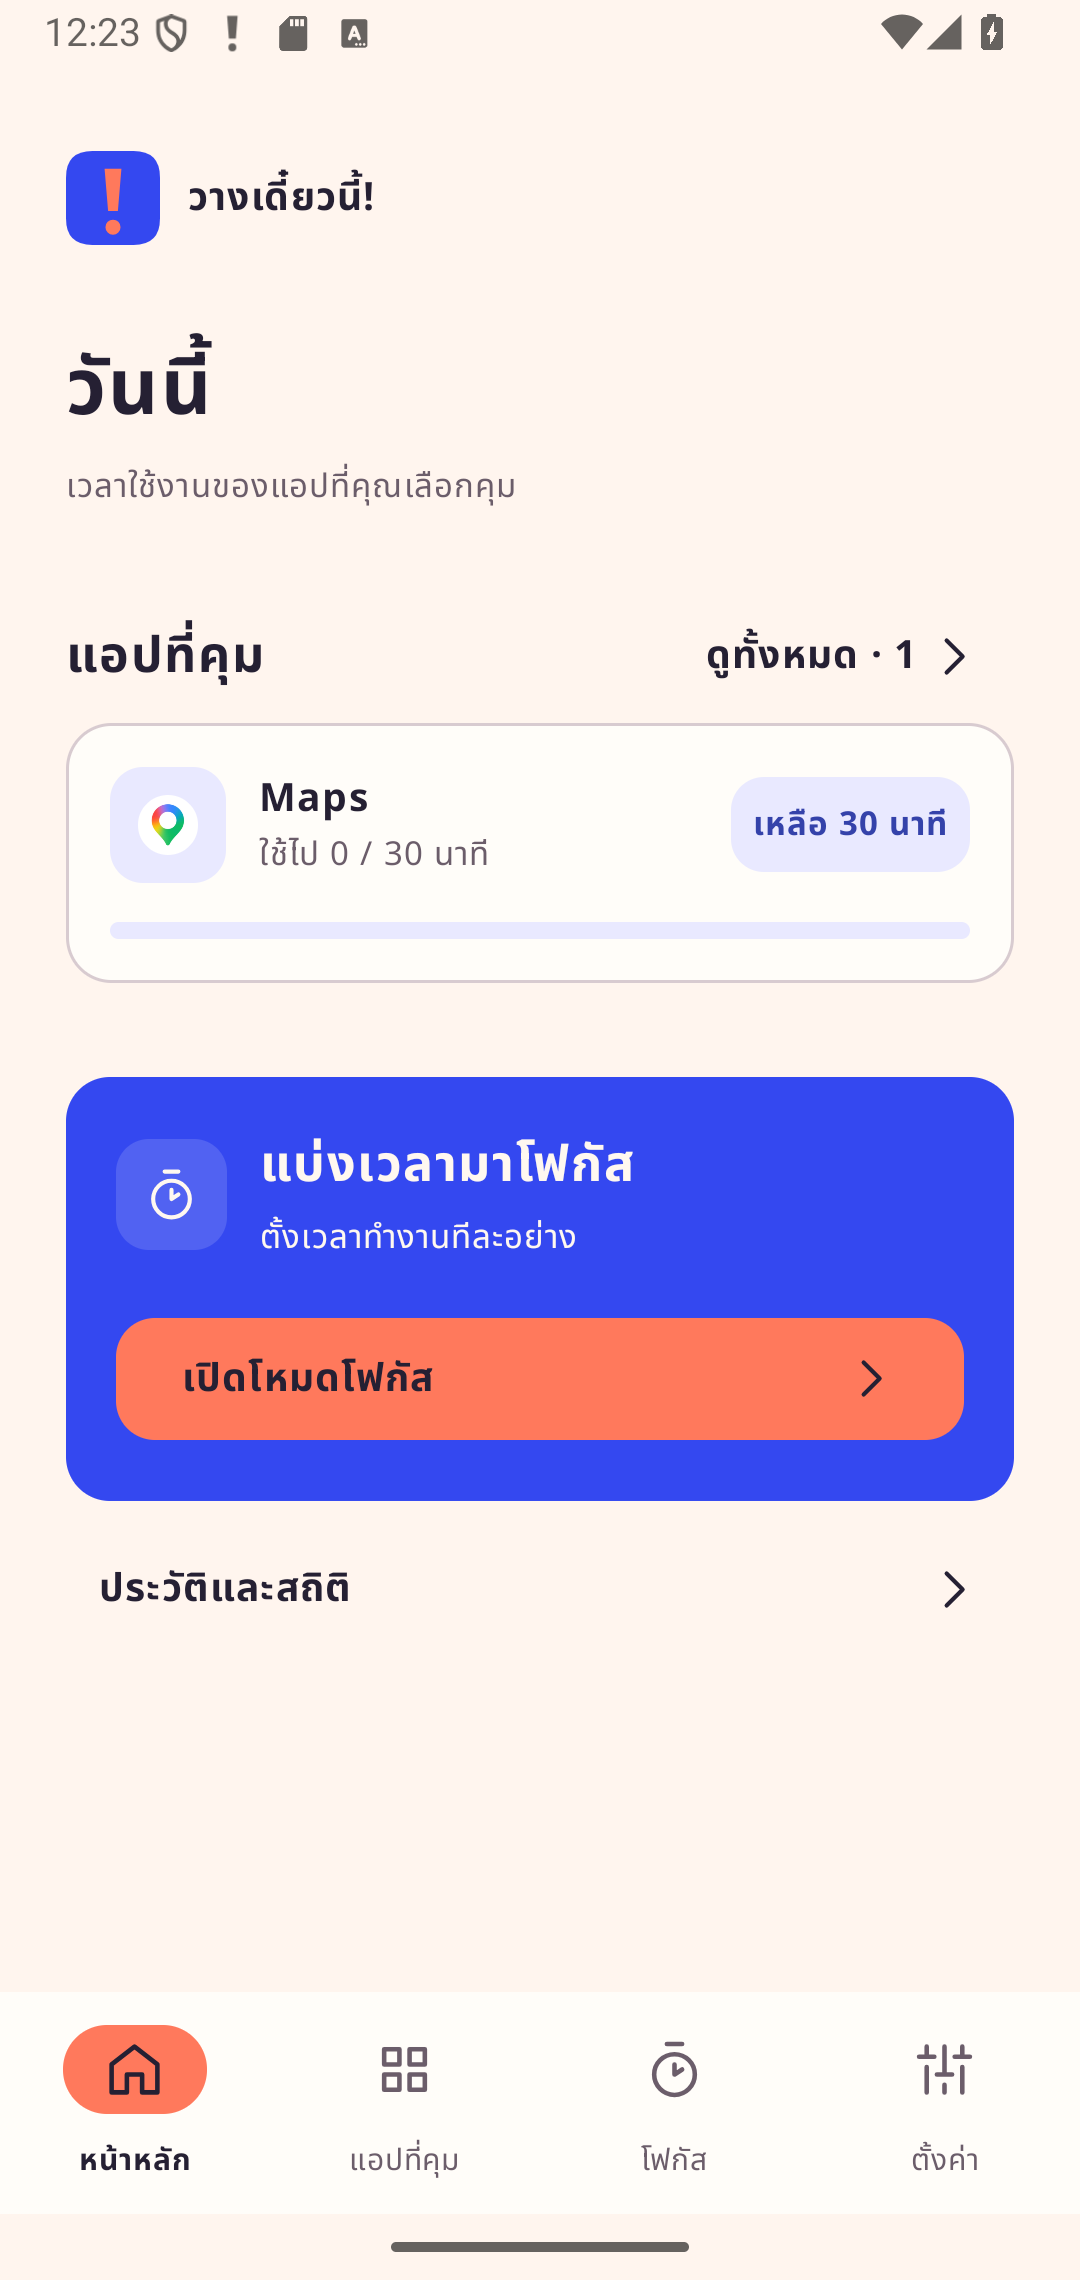 12:23
วางเดี๋ยวนี้!
วันนี้
เวลาใช้งานของแอปที่คุณเลือกคุม
แอปที่คุม
ดูทั้งหมด · 1
Maps
ใช้ไป 0 / 30 นาที
เหลือ 30 นาที
แบ่งเวลามาโฟกัส
ตั้งเวลาทำงานทีละอย่าง
เปิดโหมดโฟกัส
ประวัติและสถิติ
หน้าหลัก
แอปที่คุม
โฟกัส
ตั้งค่า